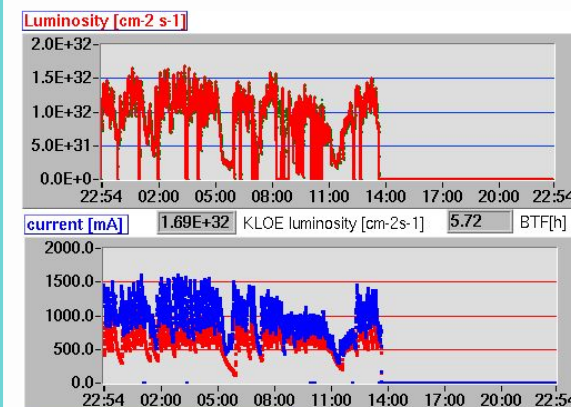 Luminosity [cm-2 s-1]
2.0E+32
1.5E+32
1.0E+32
5.0E+31
0.0E+0
22:54 02:00 05:00 08:00 11:00 14:00 17:00 20:00 22:54
current [mA] 1.69E+32 KLOE luminosity [cm-2s-1] 5.72 BTF[h]
2000.0
1500.0
1000.0
500.0
0.0
22:54 02:00 05:00 08:00 11:00 14:00 17:00 20:00 22:54